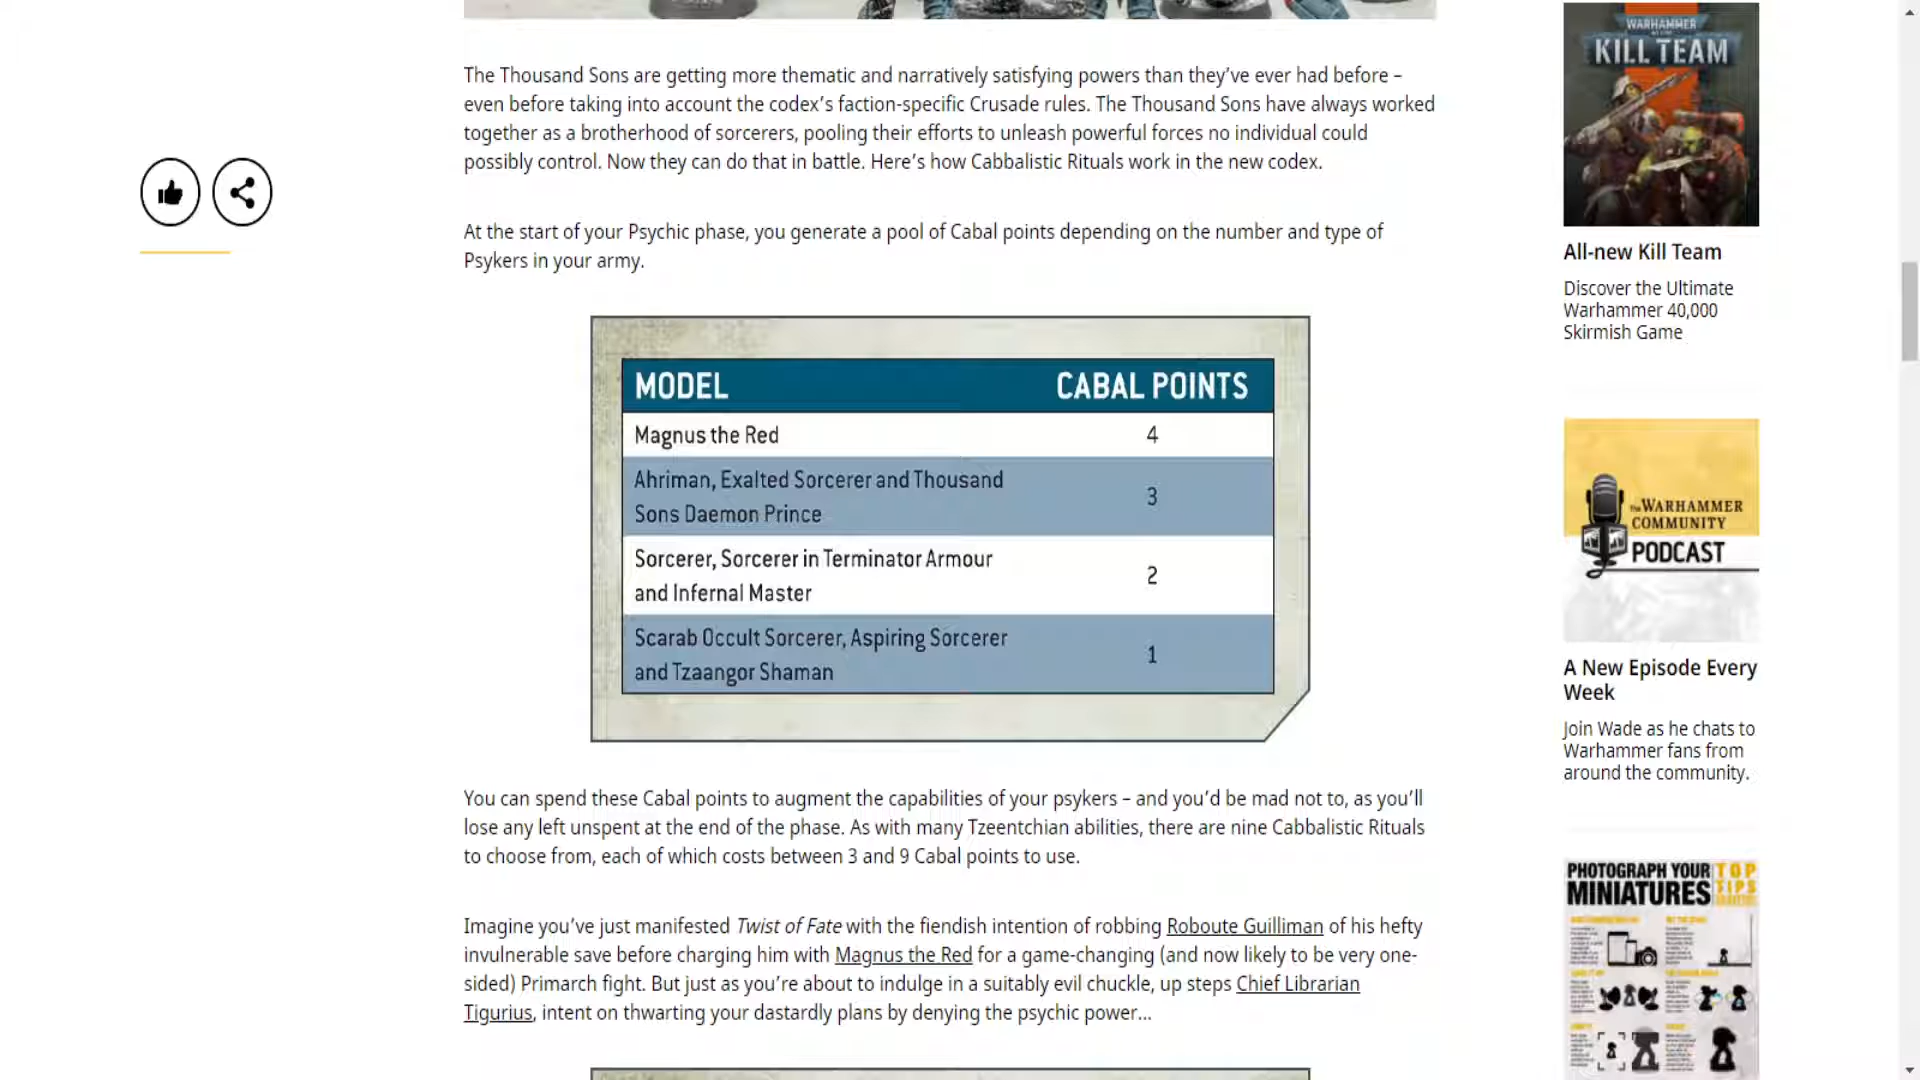 The Thousand Sons are getting more thematic and narratively satisfying powers than they’ve ever had before –
even before taking into account the codex’s faction-specific Crusade rules. The Thousand Sons have always worked
together as a brotherhood of sorcerers, pooling their efforts to unleash powerful forces no individual could
possibly control. Now they can do that in battle. Here’s how Cabbalistic Rituals work in the new codex.
At the start of your Psychic phase, you generate a pool of Cabal points depending on the number and type of
Psykers in your army.
MODEL CABAL POINTS
Magnus the Red 4
Ahriman, Exalted Sorcerer and Thousand
Sons Daemon Prince 3
Sorcerer, Sorcerer in Terminator Armour
and Infernal Master 2
Scarab Occult Sorcerer, Aspiring Sorcerer
and Tzaangor Shaman 1
You can spend these Cabal points to augment the capabilities of your psykers – and you’d be mad not to, as you’ll
lose any left unspent at the end of the phase. As with many Tzeentchian abilities, there are nine Cabbalistic Rituals
to choose from, each of which costs between 3 and 9 Cabal points to use.
Imagine you’ve just manifested Twist of Fate with the fiendish intention of robbing Roboute Guilliman of his hefty
invulnerable save before charging him with Magnus the Red for a game-changing (and now likely to be very one-
sided) Primarch fight. But just as you’re about to indulge in a suitably evil chuckle, up steps Chief Librarian
Tigurius, intent on thwarting your dastardly plans by denying the psychic power…
WARHAMMER
KILL TEAM
All-new Kill Team
Discover the Ultimate
Warhammer 40,000
Skirmish Game
The WARHAMMER
COMMUNITY
PODCAST
A New Episode Every
Week
Join Wade as he chats to
Warhammer fans from
around the community.
PHOTOGRAPH YOUR TOP
MINIATURES TIPS